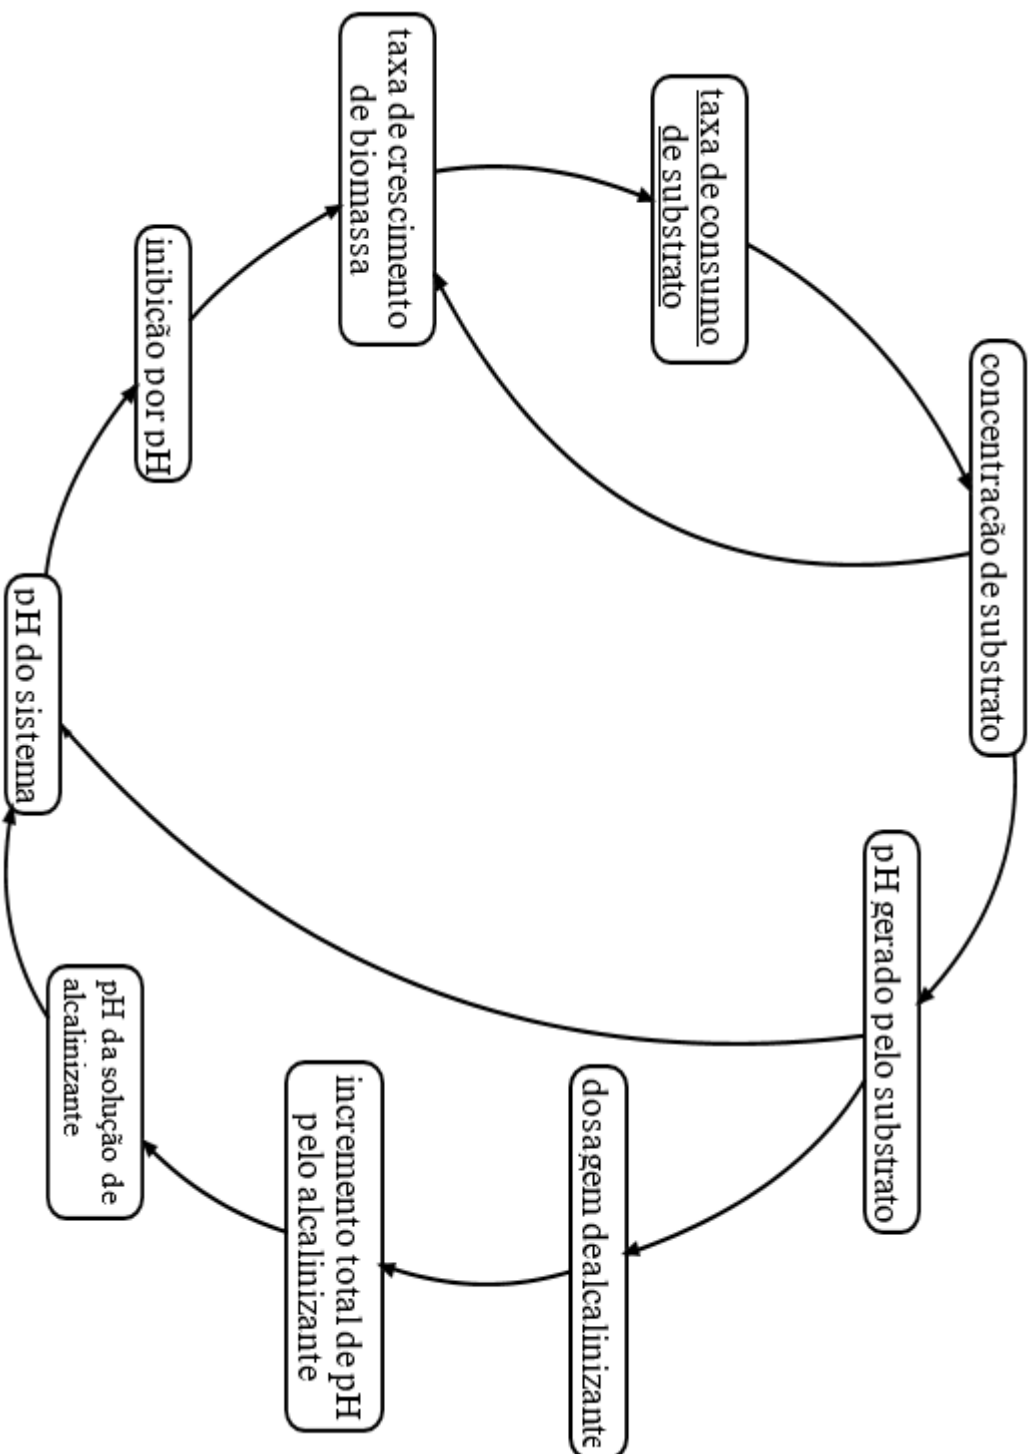 concentração de substrato
pH gerado pelo substrato
taxa de consumo
de substrato
dosagem dealcalinizante
taxa de crescimento
de biomassa
incremento total de pH
pelo alcalinizante
inibição por pH
pH da solução de
alcalinizante
pH do sistema